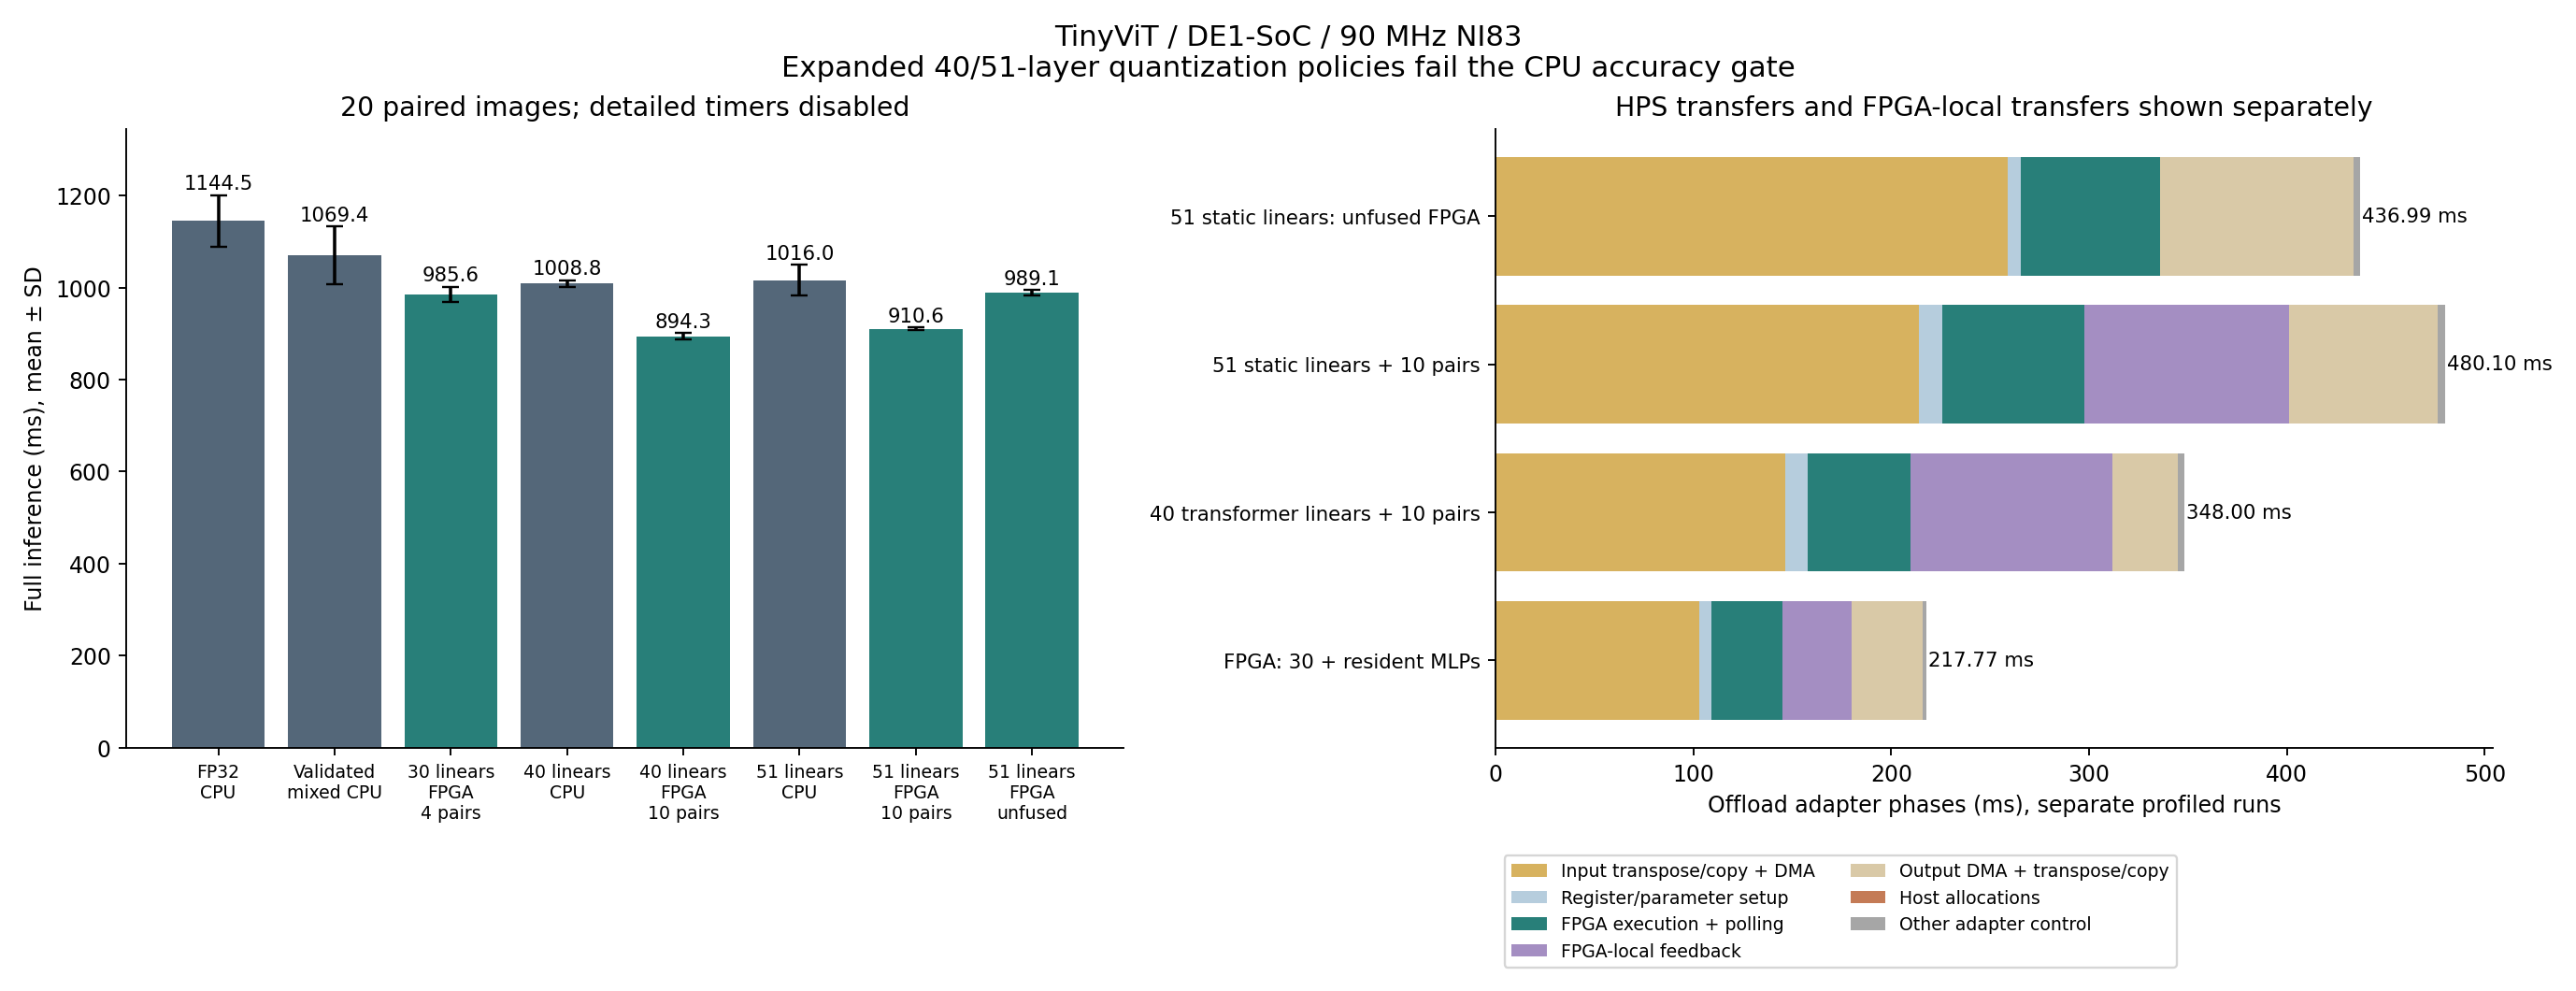 TinyViT / DE1-SoC / 90 MHz NI83
Expanded 40/51-layer quantization policies fail the CPU accuracy gate
20 paired images; detailed timers disabled
Full inference (ms), mean ± SD
1200
1000
800
600
400
200
0
1144.5
1069.4
985.6
1008.8
894.3
1016.0
910.6
989.1
FP32
CPU
Validated
mixed CPU
30 linears
FPGA
4 pairs
40 linears
CPU
40 linears
FPGA
10 pairs
51 linears
CPU
51 linears
FPGA
10 pairs
51 linears
FPGA
unfused
HPS transfers and FPGA-local transfers shown separately
51 static linears: unfused FPGA
436.99 ms
51 static linears + 10 pairs
480.10 ms
40 transformer linears + 10 pairs
348.00 ms
FPGA: 30 + resident MLPs
217.77 ms
0
100
200
300
400
500
Offload adapter phases (ms), separate profiled runs
Input transpose/copy + DMA
Register/parameter setup
FPGA execution + polling
FPGA-local feedback
Output DMA + transpose/copy
Host allocations
Other adapter control